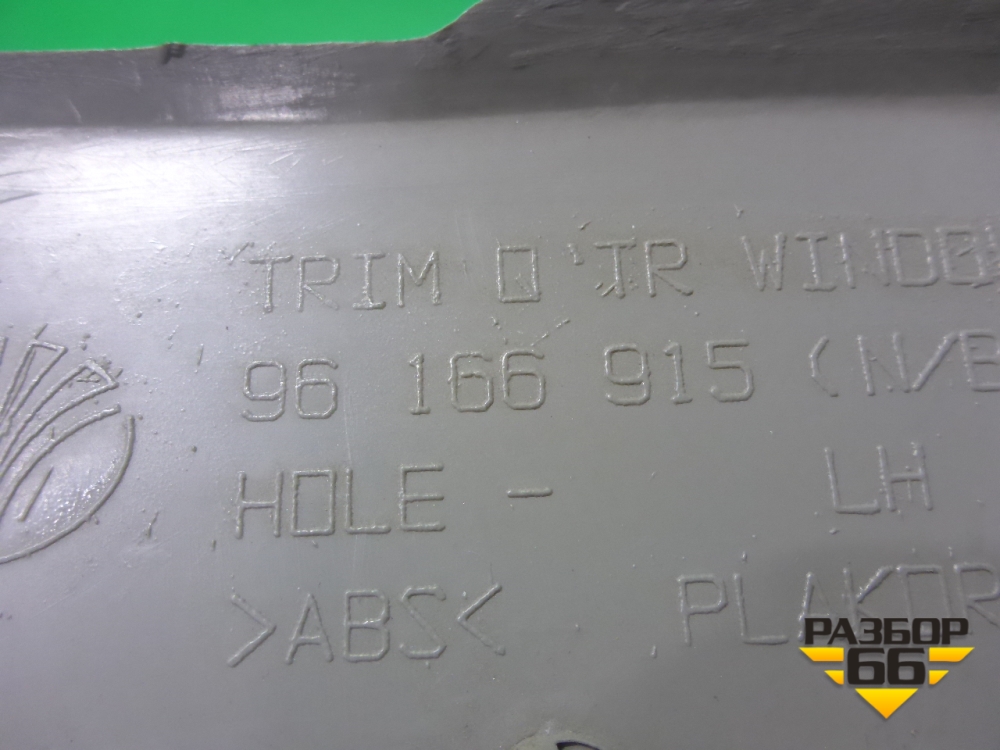 TRIM Q'TR WINDO
96 166 915 (N/B
HOLE - LH
>ABS< PLAKOR
РАЗБОР
66